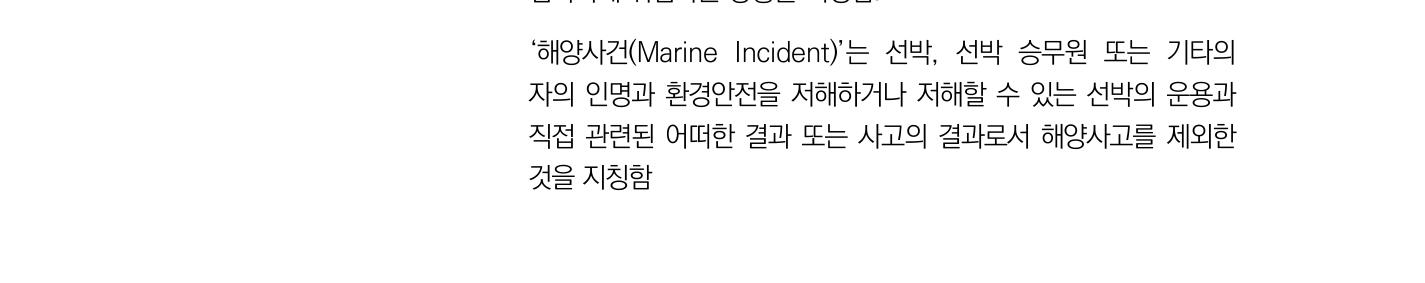 ‘해양사건(Marine Incident)’는 선박, 선박 승무원 또는 기타의
자의 인명과 환경안전을 저해하거나 저해할 수 있는 선박의 운용과
직접 관련된 어떠한 결과 또는 사고의 결과로서 해양사고를 제외한
것을 지칭함